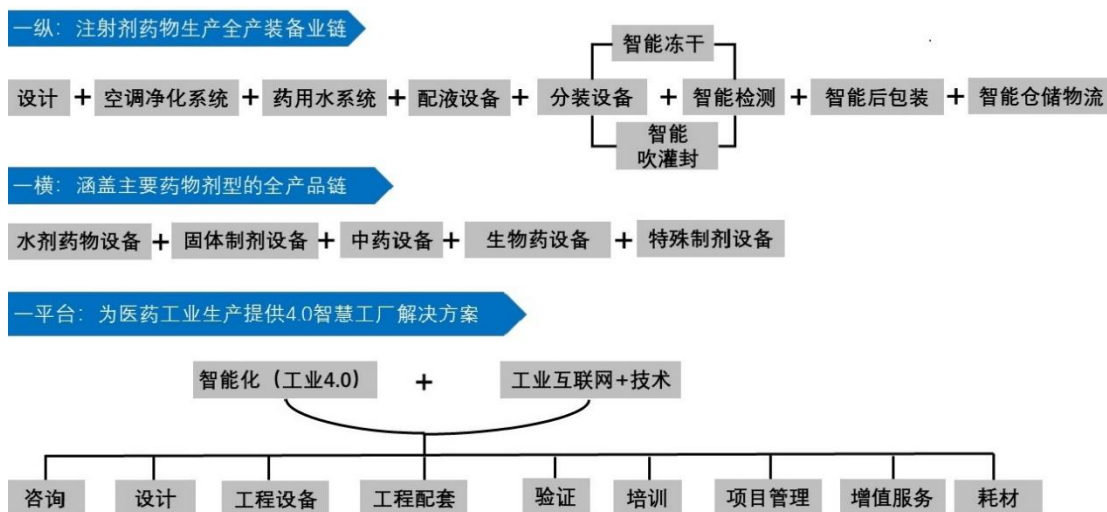 一纵：注射剂药物生产全产装备业链
智能冻干
设计 + 空调净化系统 + 药用水系统 + 配液设备 + 分装设备 + 智能检测 + 智能后包装 + 智能仓储物流
智能
吹灌封
一横：涵盖主要药物剂型的全产品链
水剂药物设备 + 固体制剂设备 + 中药设备 + 生物药设备 + 特殊制剂设备
一平台：为医药工业生产提供4.0智慧工厂解决方案
智能化（工业4.0） + 工业互联网+技术
咨询 设计 工程设备 工程配套 验证 培训 项目管理 增值服务 耗材